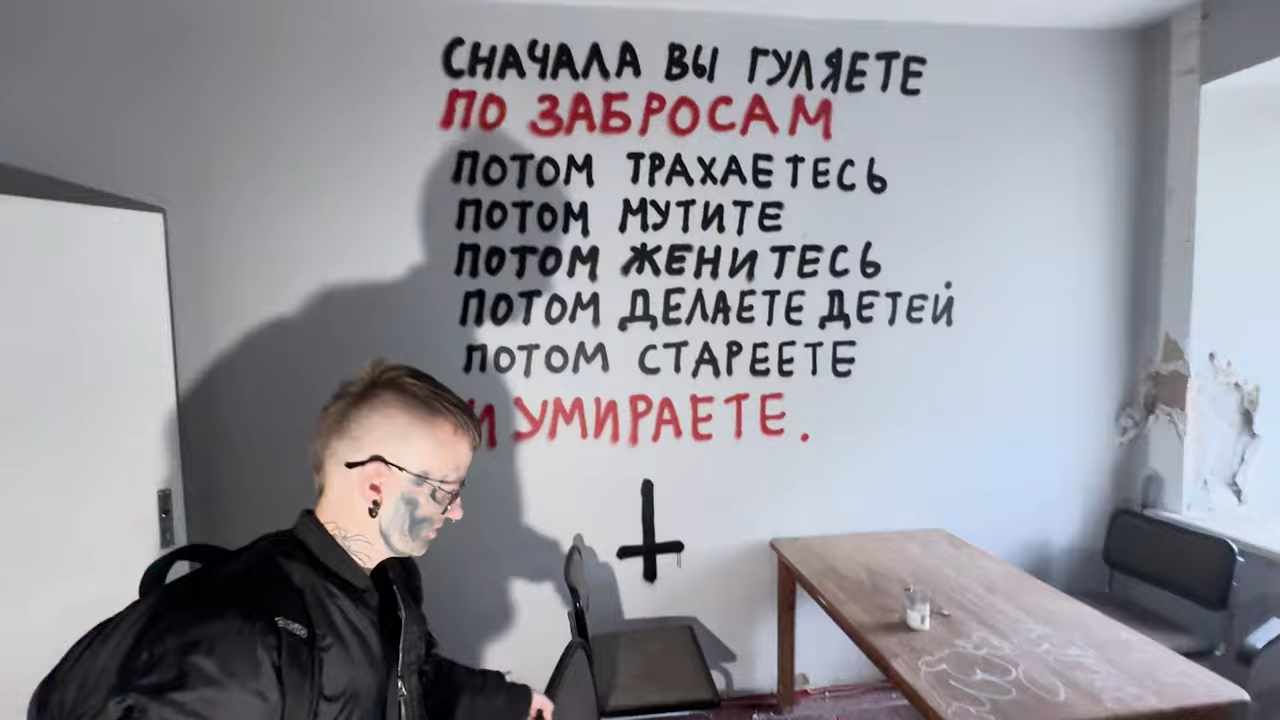 СНАЧАЛА ВЫ ГУЛЯЕТЕ
ПО ЗАБРОСАМ
ПОТОМ ТРАХАЕТЕСЬ
ПОТОМ МУТИТЕ
ПОТОМ ЖЕНИТЕСЬ
ПОТОМ ДЕЛАЕТЕ ДЕТЕЙ
ПОТОМ СТАРЕЕТЕ
И УМИРАЕТЕ.